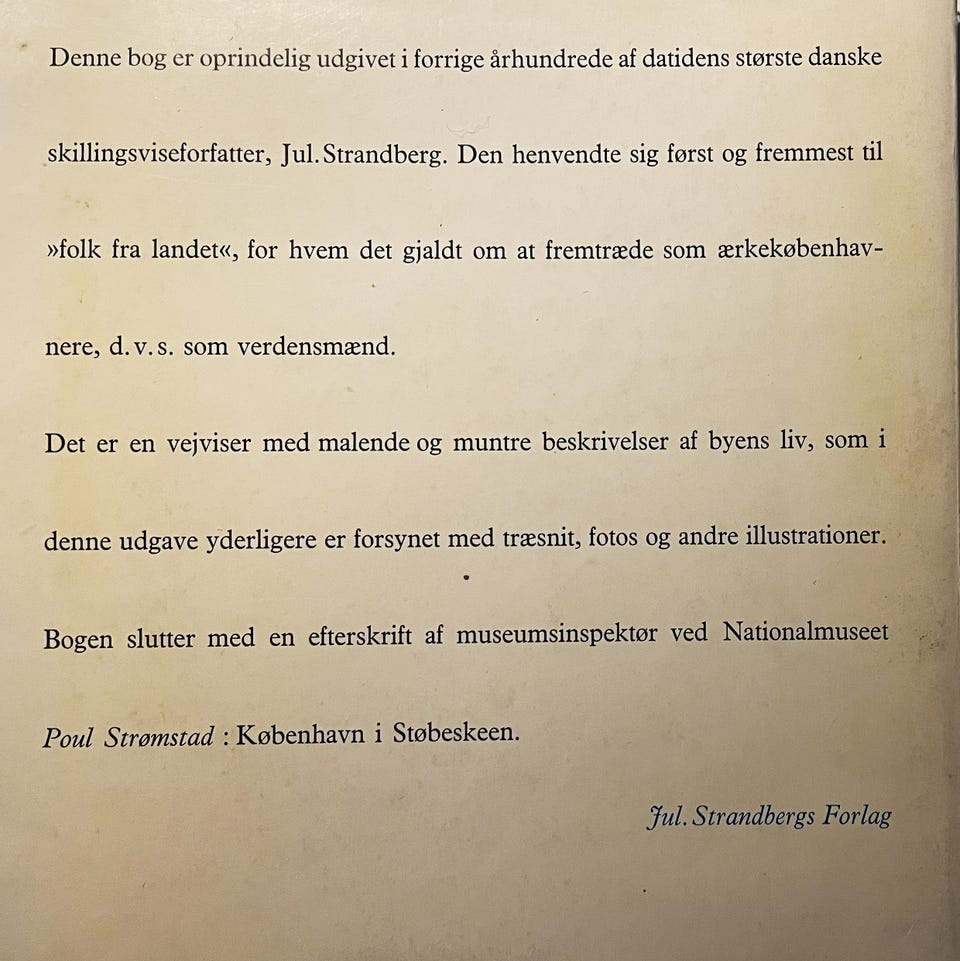 Denne bog er oprindelig udgivet i forrige århundrede af datidens største danske
skillingsviseforfatter, Jul. Strandberg. Den henvendte sig først og fremmest til
»folk fra landet«, for hvem det gjaldt om at fremtræde som ærkekøbenhav-
nere, d.v.s. som verdensmænd.
Det er en vejviser med malende og muntre beskrivelser af byens liv, som i
denne udgave yderligere er forsynet med træsnit, fotos og andre illustrationer.
Bogen slutter med en efterskrift af museumsinspektør ved Nationalmuseet
Poul Strømstad : København i Støbeskeen.
Jul. Strandbergs Forlag